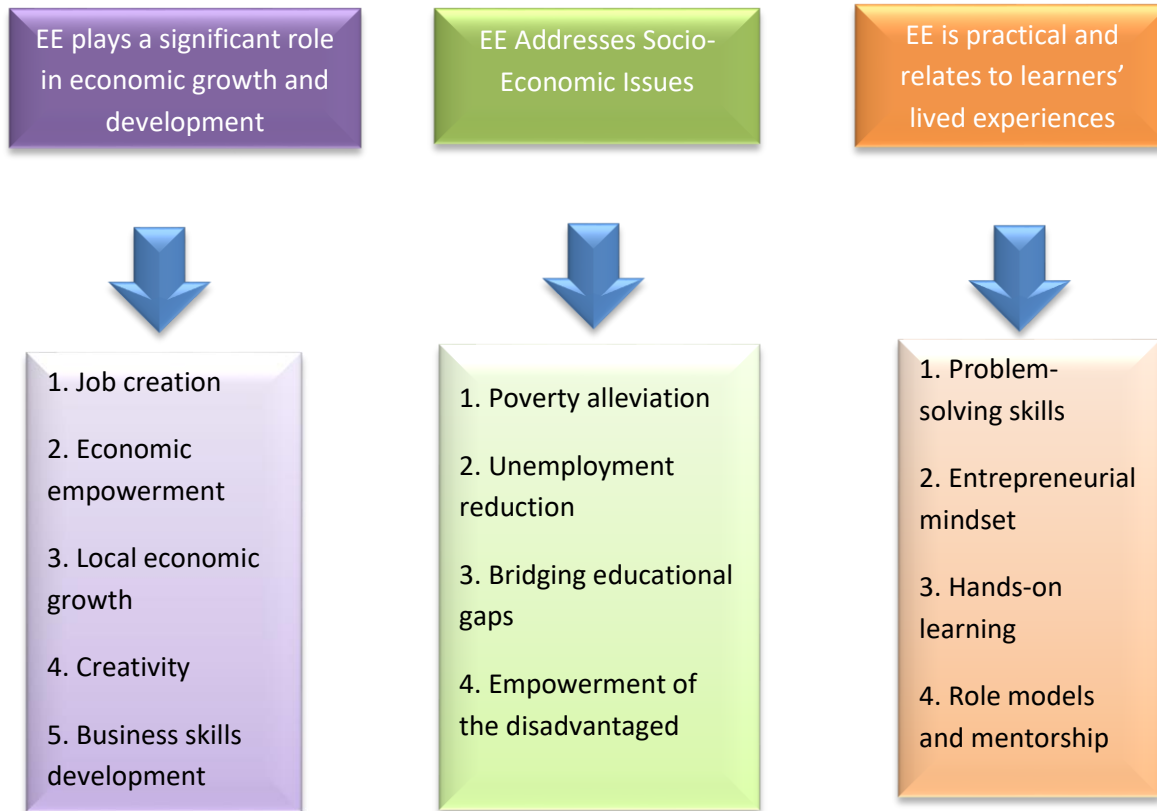 EE plays a significant role
in economic growth and
development
EE Addresses Socio-
Economic Issues
EE is practical and
relates to learners’
lived experiences
1. Job creation
2. Economic
empowerment
3. Local economic
growth
4. Creativity
5. Business skills
development
1. Poverty alleviation
2. Unemployment
reduction
3. Bridging educational
gaps
4. Empowerment of
the disadvantaged
1. Problem-
solving skills
2. Entrepreneurial
mindset
3. Hands-on
learning
4. Role models
and mentorship